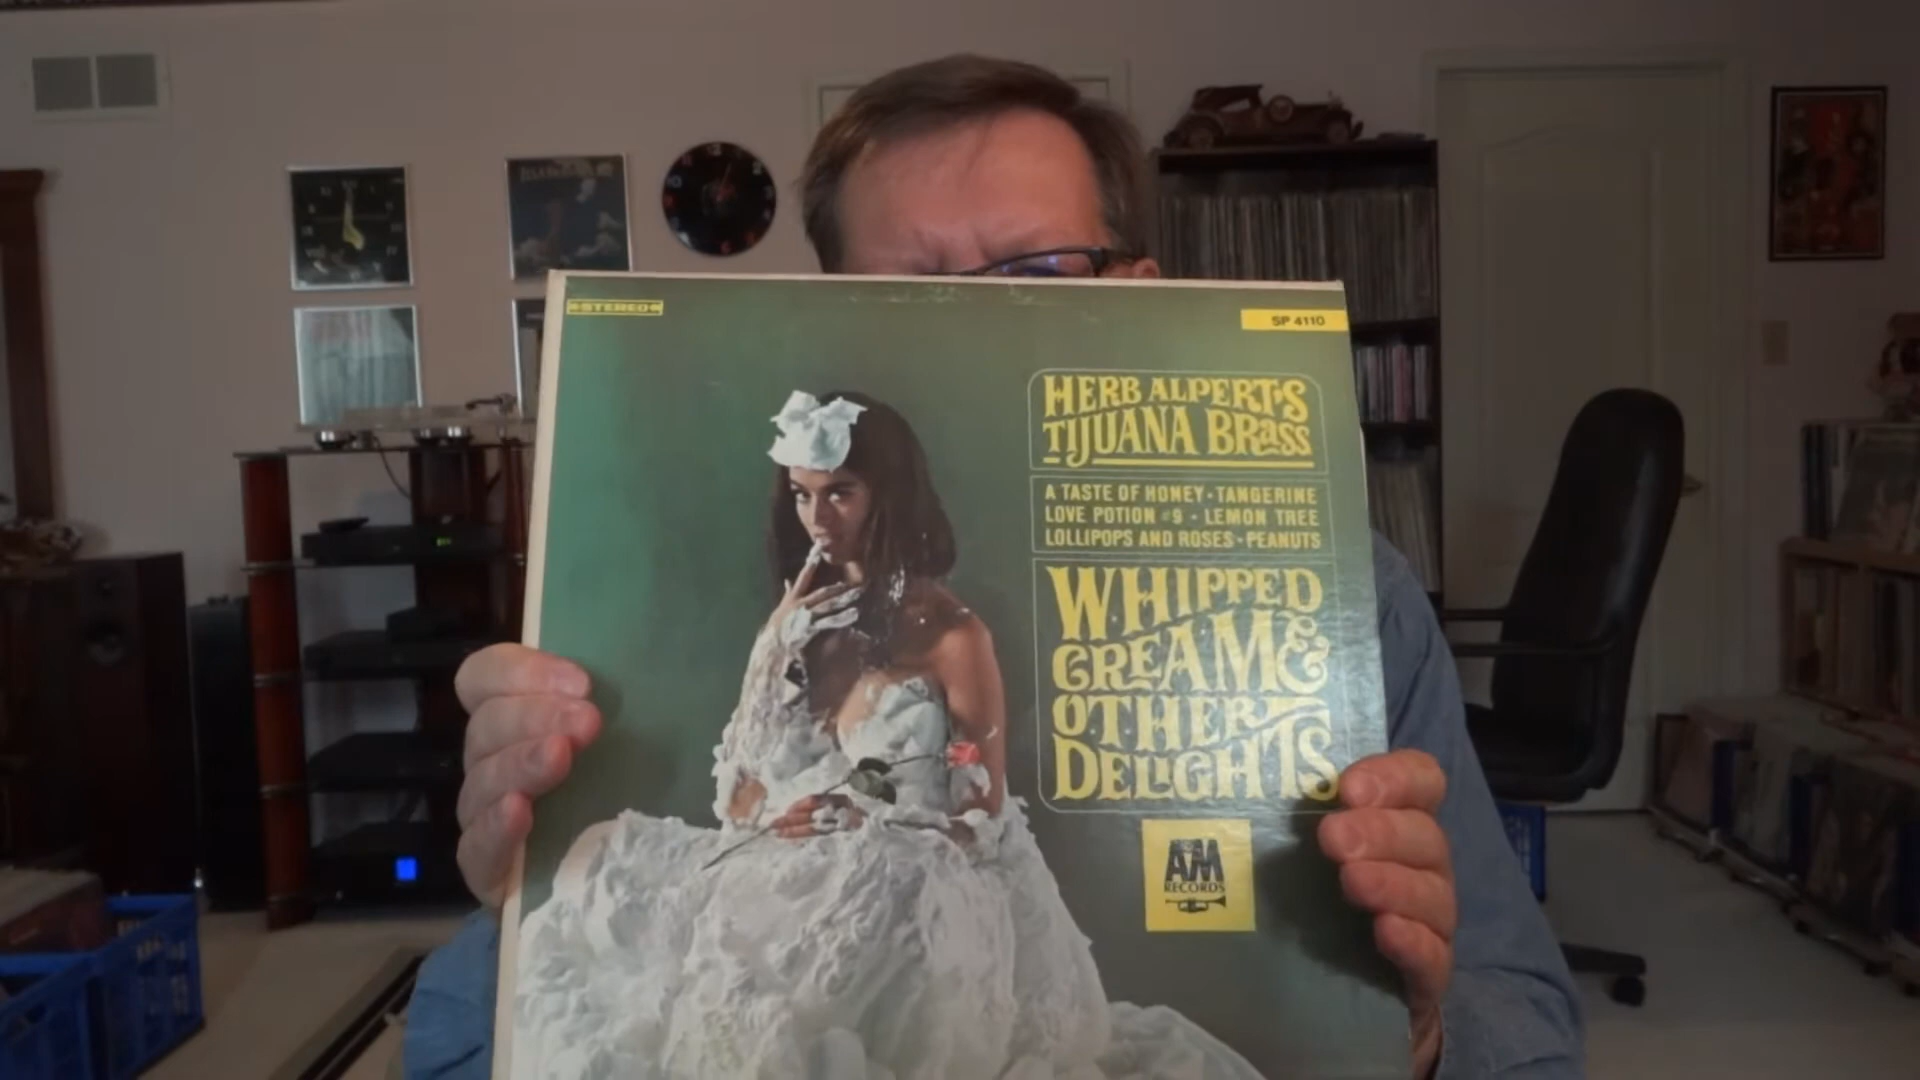 STEREO
SP 4110
HERB ALPERT'S
TIJUANA BRASS
A TASTE OF HONEY • TANGERINE
LOVE POTION #9 • LEMON TREE
LOLLIPOPS AND ROSES • PEANUTS
WHIPPED
CREAM &
OTHER
DELIGHTS
A&M
RECORDS